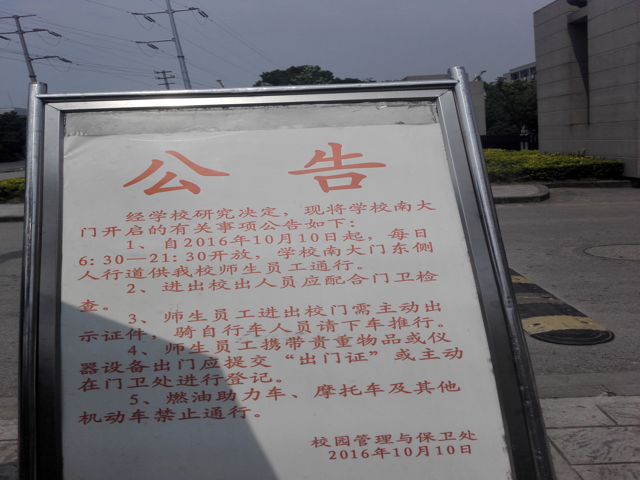 公 告
经学校研究决定，现将学校南大
门开启的有关事项公告如下：
1、自2016年10月10日起，每日
6:30—21:30开放，学校南大门东侧
人行道供我校师生员工通行。
2、进出校出人员应配合门卫检
查。
3、师生员工进出校门需主动出
示证件，骑自行车人员请下车推行。
4、师生员工携带贵重物品或仪
器设备出门应提交“出门证”或主动
在门卫处进行登记。
5、燃油助力车、摩托车及其他
机动车禁止通行。
校园管理与保卫处
2016年10月10日